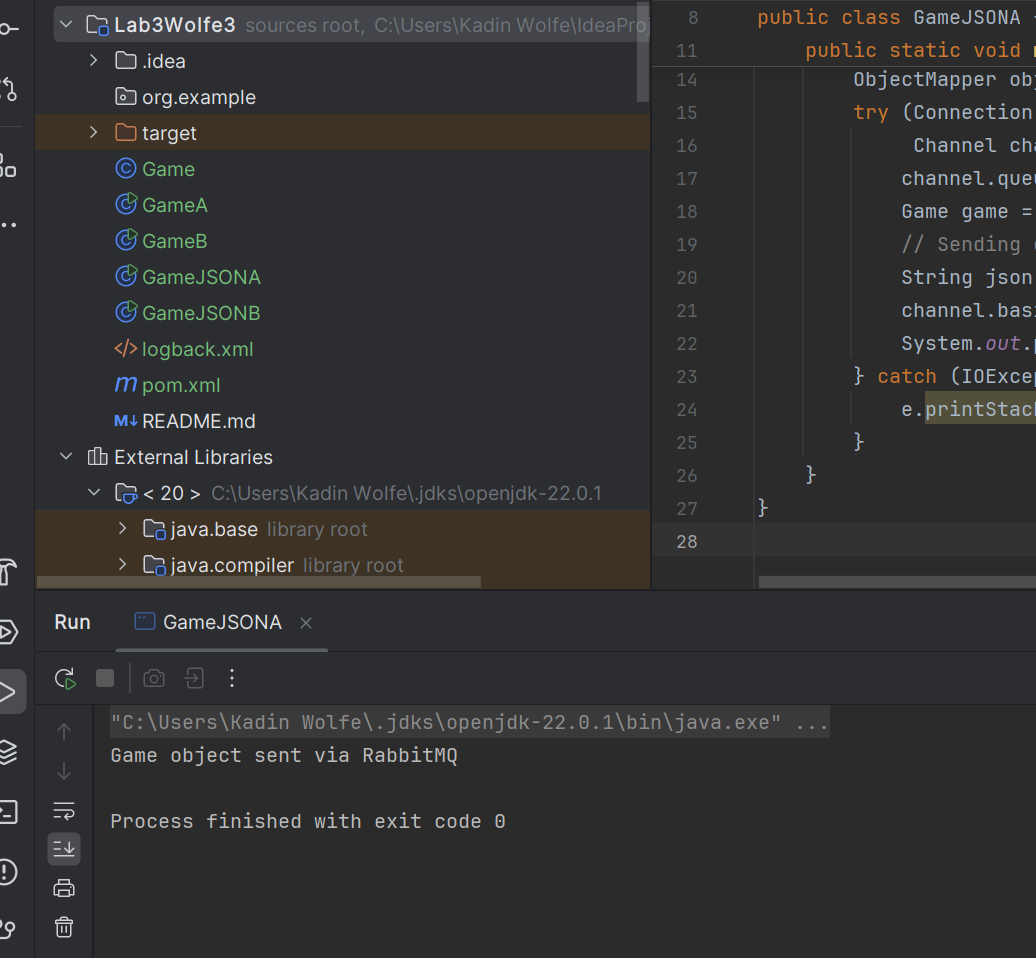 Lab3Wolfe3 sources root, C:\Users\Kadin Wolfe\IdeaProj
.idea
org.example
target
Game
GameA
GameB
GameJSONA
GameJSONB
</> logback.xml
m pom.xml
M↓ README.md
External Libraries
< 20 > C:\Users\Kadin Wolfe\.jdks\openjdk-22.0.1
java.base library root
java.compiler library root
8 public class GameJSONA {
11 public static void
14 ObjectMapper obj
15 try (Connection
16 Channel cha
17 channel.queu
18 Game game =
19 // Sending
20 String json
21 channel.bas
22 System.out.p
23 } catch (IOExcep
24 e.printStack
25 }
26 }
27 }
28
Run GameJSONA
"C:\Users\Kadin Wolfe\.jdks\openjdk-22.0.1\bin\java.exe" ...
Game object sent via RabbitMQ
Process finished with exit code 0